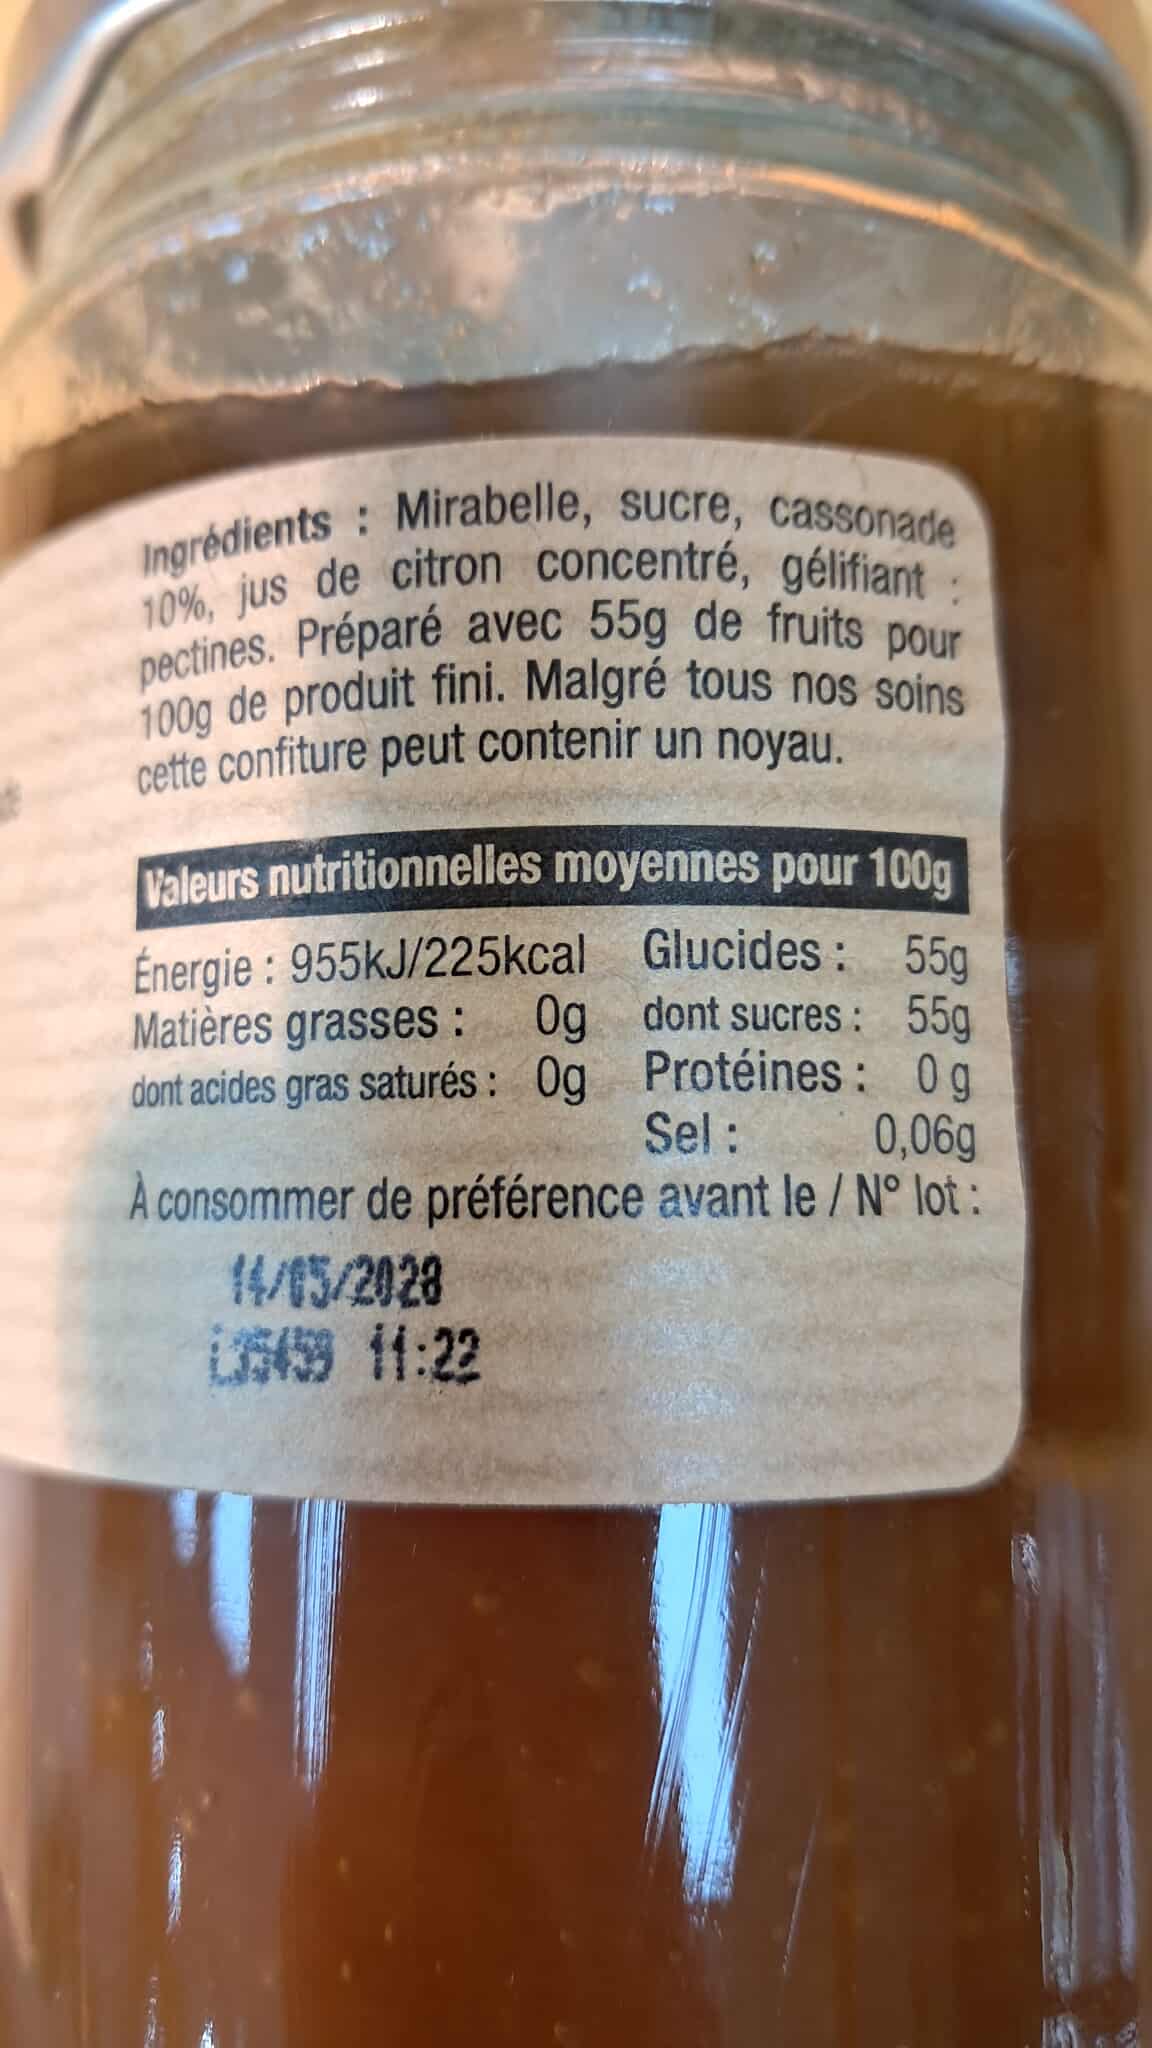 Ingrédients : Mirabelle, sucre, cassonade
10%, jus de citron concentré, gélifiant :
pectines. Préparé avec 55g de fruits pour
100g de produit fini. Malgré tous nos soins
cette confiture peut contenir un noyau.
Valeurs nutritionnelles moyennes pour 100g
Énergie : 955kJ/225kcal Glucides : 55g
Matières grasses : 0g dont sucres : 55g
dont acides gras saturés : 0g Protéines : 0 g
Sel : 0,06g
À consommer de préférence avant le / N° lot :
14/05/2028
11:22